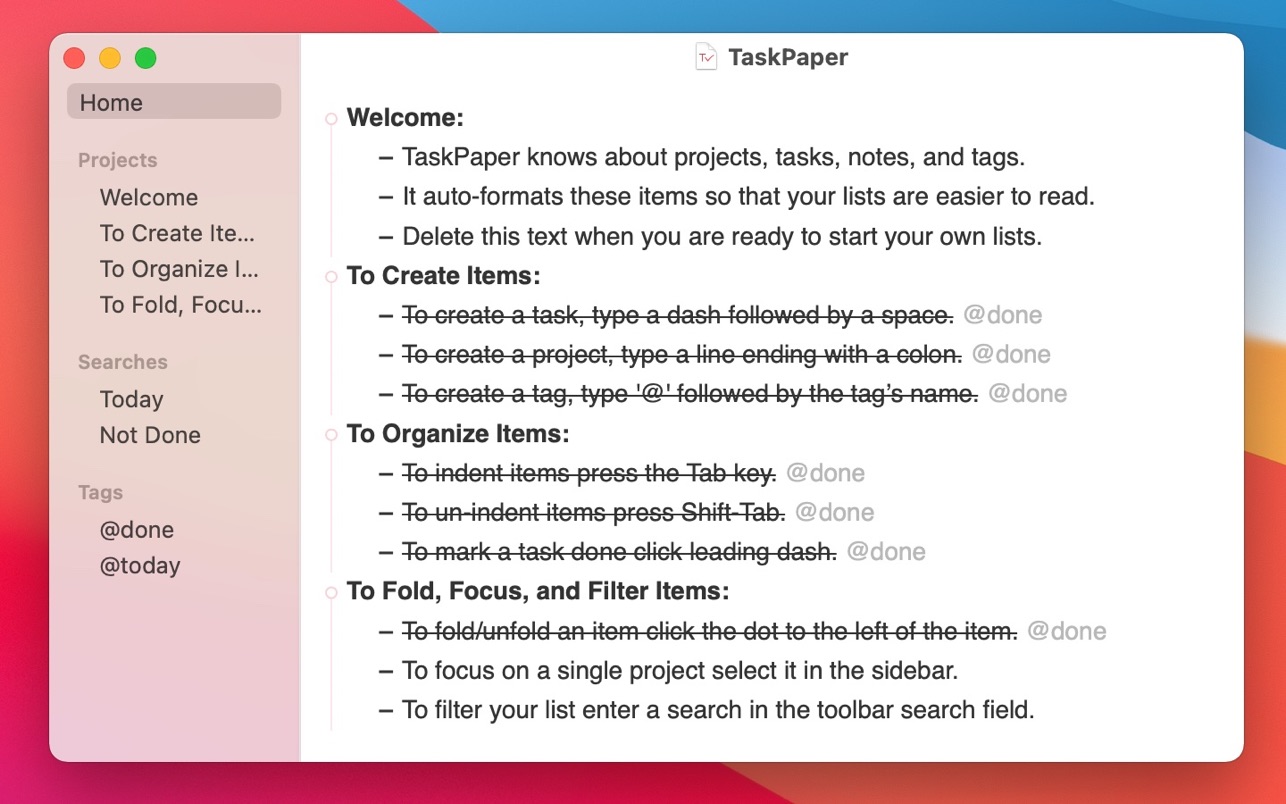 TaskPaper
Home
Projects
Welcome
To Create Ite...
To Organize I...
To Fold, Focu...
Searches
Today
Not Done
Tags
@done
@today
Welcome:
– TaskPaper knows about projects, tasks, notes, and tags.
– It auto-formats these items so that your lists are easier to read.
– Delete this text when you are ready to start your own lists.
To Create Items:
– To create a task, type a dash followed by a space. @done
– To create a project, type a line ending with a colon. @done
– To create a tag, type '@' followed by the tag’s name. @done
To Organize Items:
– To indent items press the Tab key. @done
– To un-indent items press Shift-Tab. @done
– To mark a task done click leading dash. @done
To Fold, Focus, and Filter Items:
– To fold/unfold an item click the dot to the left of the item. @done
– To focus on a single project select it in the sidebar.
– To filter your list enter a search in the toolbar search field.